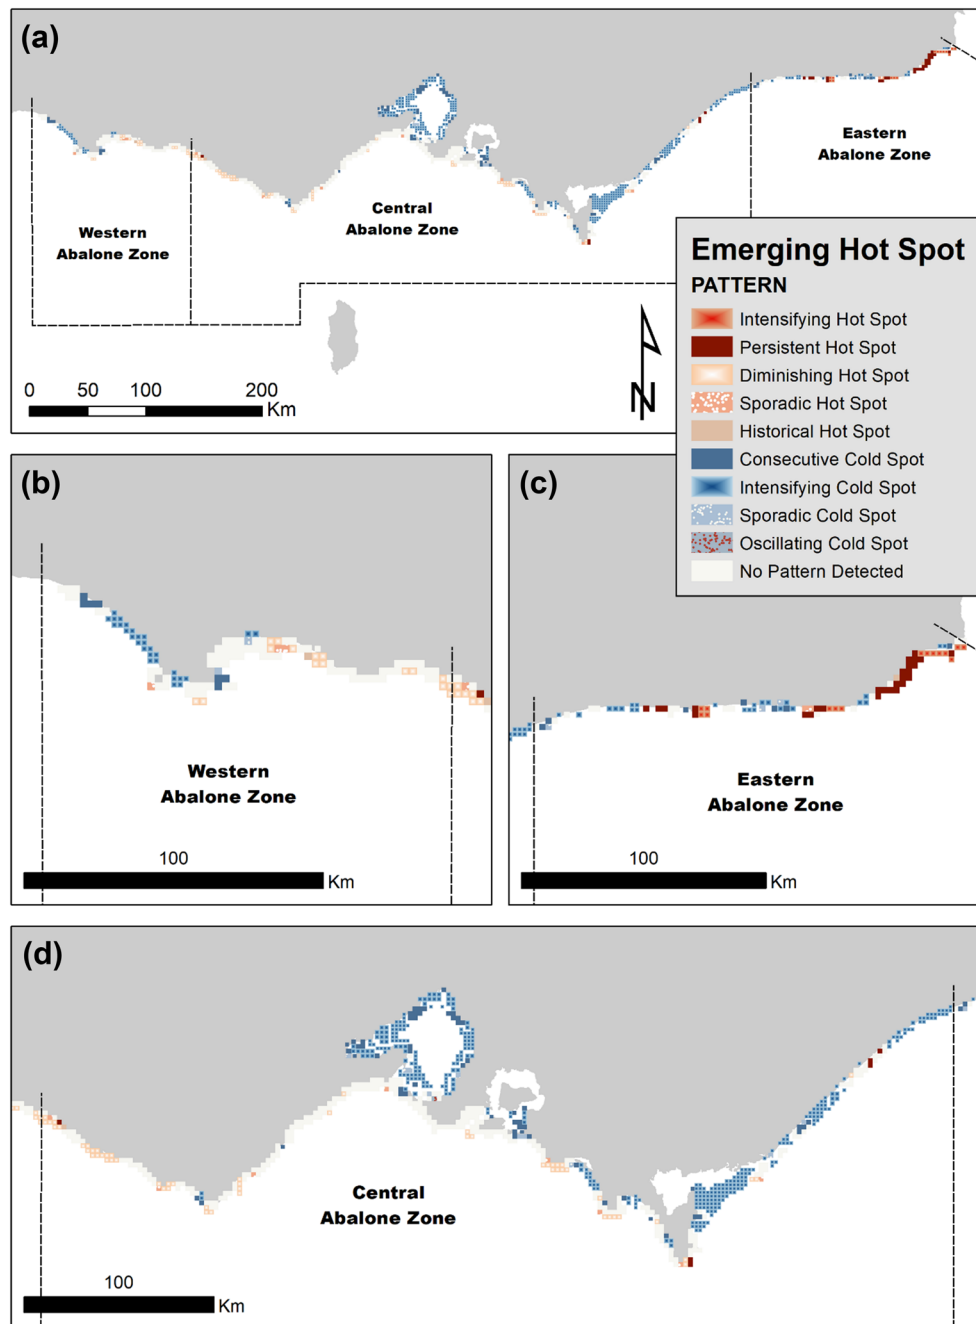 (a)
Eastern
Abalone Zone
Central
Abalone Zone
Western
Abalone Zone
0 50 100 200
Km
N
Emerging Hot Spot
PATTERN
Intensifying Hot Spot
Persistent Hot Spot
Diminishing Hot Spot
Sporadic Hot Spot
Historical Hot Spot
Consecutive Cold Spot
Intensifying Cold Spot
Sporadic Cold Spot
Oscillating Cold Spot
No Pattern Detected
(b)
Western
Abalone Zone
100
Km
(c)
Eastern
Abalone Zone
100
Km
(d)
Central
Abalone Zone
100
Km